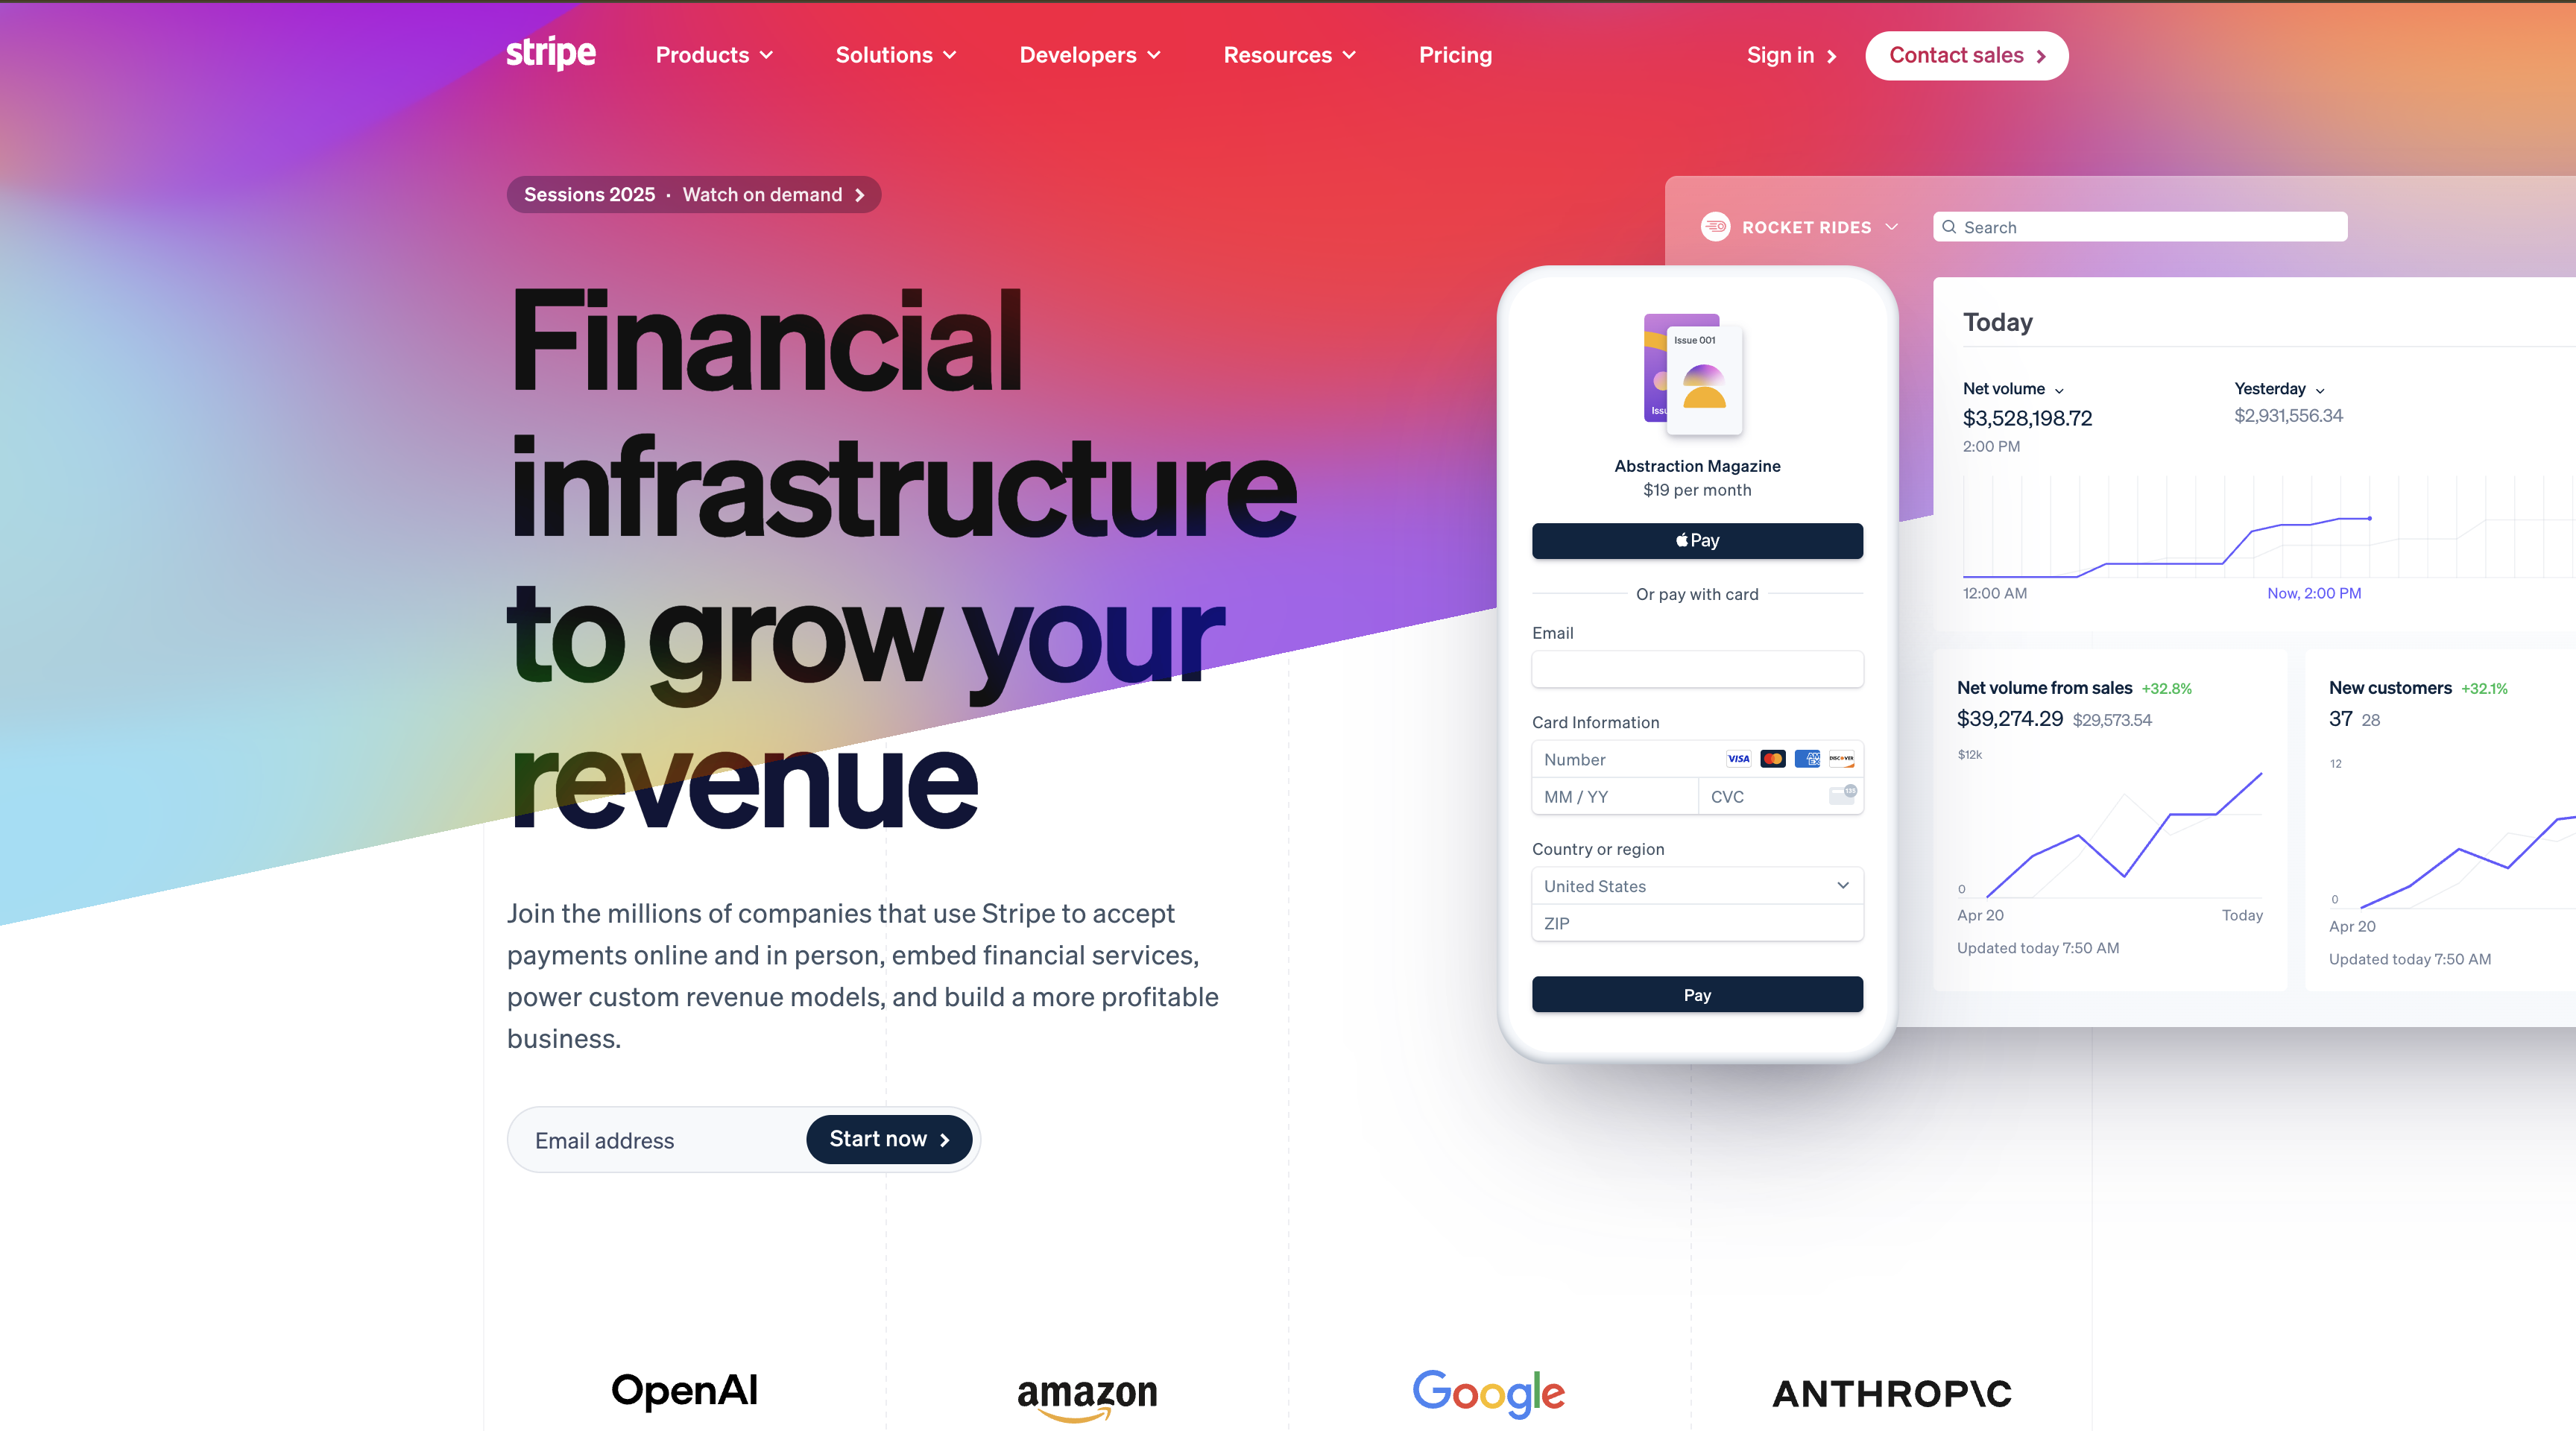 stripe
Products
Solutions
Developers
Resources
Pricing
Sign in
Contact sales
Sessions 2025 · Watch on demand
Financial
infrastructure
to grow your
revenue
Join the millions of companies that use Stripe to accept
payments online and in person, embed financial services,
power custom revenue models, and build a more profitable
business.
Email address
Start now
Issue 001
Abstraction Magazine
$19 per month
Pay
Or pay with card
Email
Card Information
Number
VISA
AMEX
DISCOVER
MM / YY
CVC
135
Country or region
United States
ZIP
Pay
ROCKET RIDES
Search
Today
Net volume
$3,528,198.72
2:00 PM
Yesterday
$2,931,556.34
12:00 AM
Now, 2:00 PM
Net volume from sales +32.8%
$39,274.29 $29,573.54
$12k
0
Apr 20
Today
Updated today 7:50 AM
New customers +32.1%
37 28
12
0
Apr 20
Updated today 7:50 AM
OpenAI
amazon
Google
ANTHROP\C